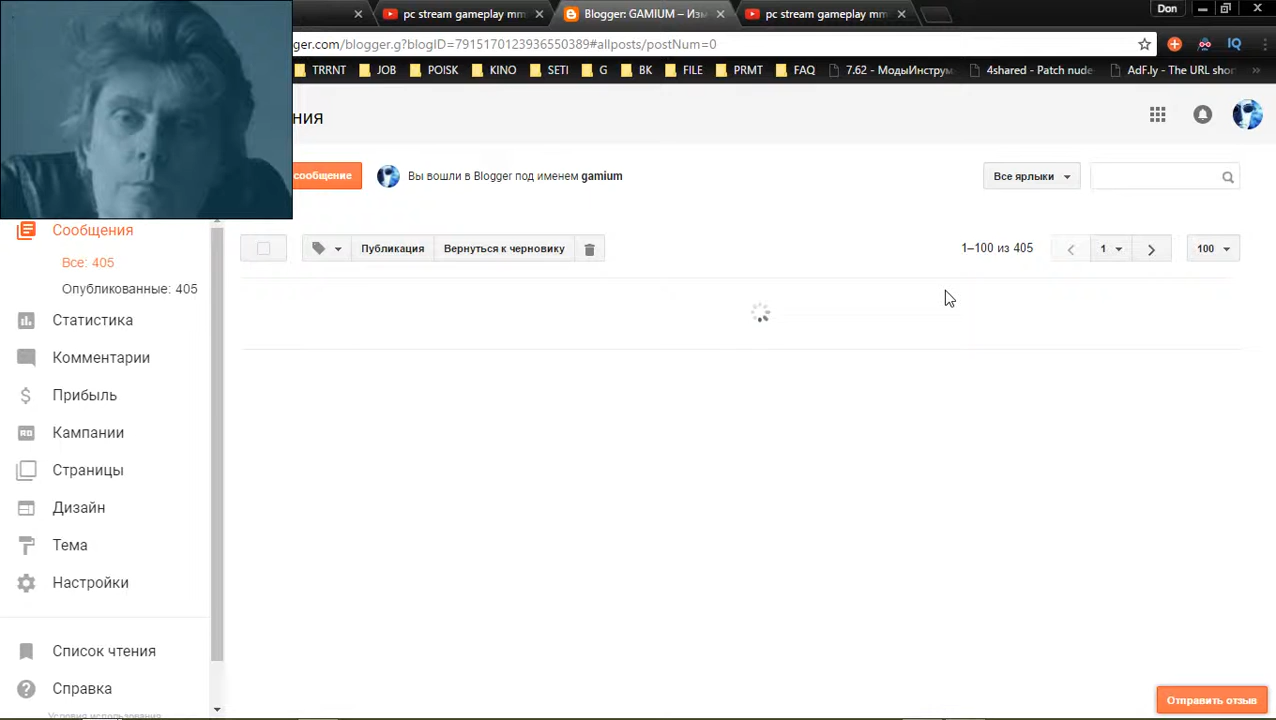 pc stream gameplay mm
Blogger: GAMIUM – Из
pc stream gameplay mm
Don
ger.com/blogger.g?blogID=7915170123936550389#allposts/postNum=0
TRRNT
JOB
POISK
KINO
SETI
G
BK
FILE
PRMT
FAQ
7.62 - МодыИнструм
4shared - Patch nude
AdF.ly - The URL shor
»
ния
сообщение
Вы вошли в Blogger под именем gamium
Все ярлыки
Сообщения
Все: 405
Опубликованные: 405
Публикация
Вернуться к черновику
1–100 из 405
1
100
Статистика
Комментарии
Прибыль
Кампании
Страницы
Дизайн
Тема
Настройки
Список чтения
Справка
Условия использования
Отправить отзыв